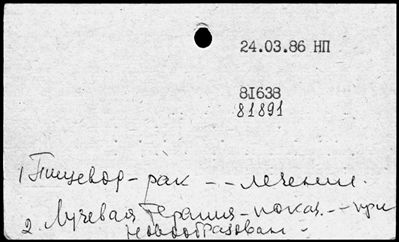 24.03.86 НП
81638
81891
1 Пищевод - рак - - лечение.
2. Лучевая терапия - показ. - - при
новообразован -